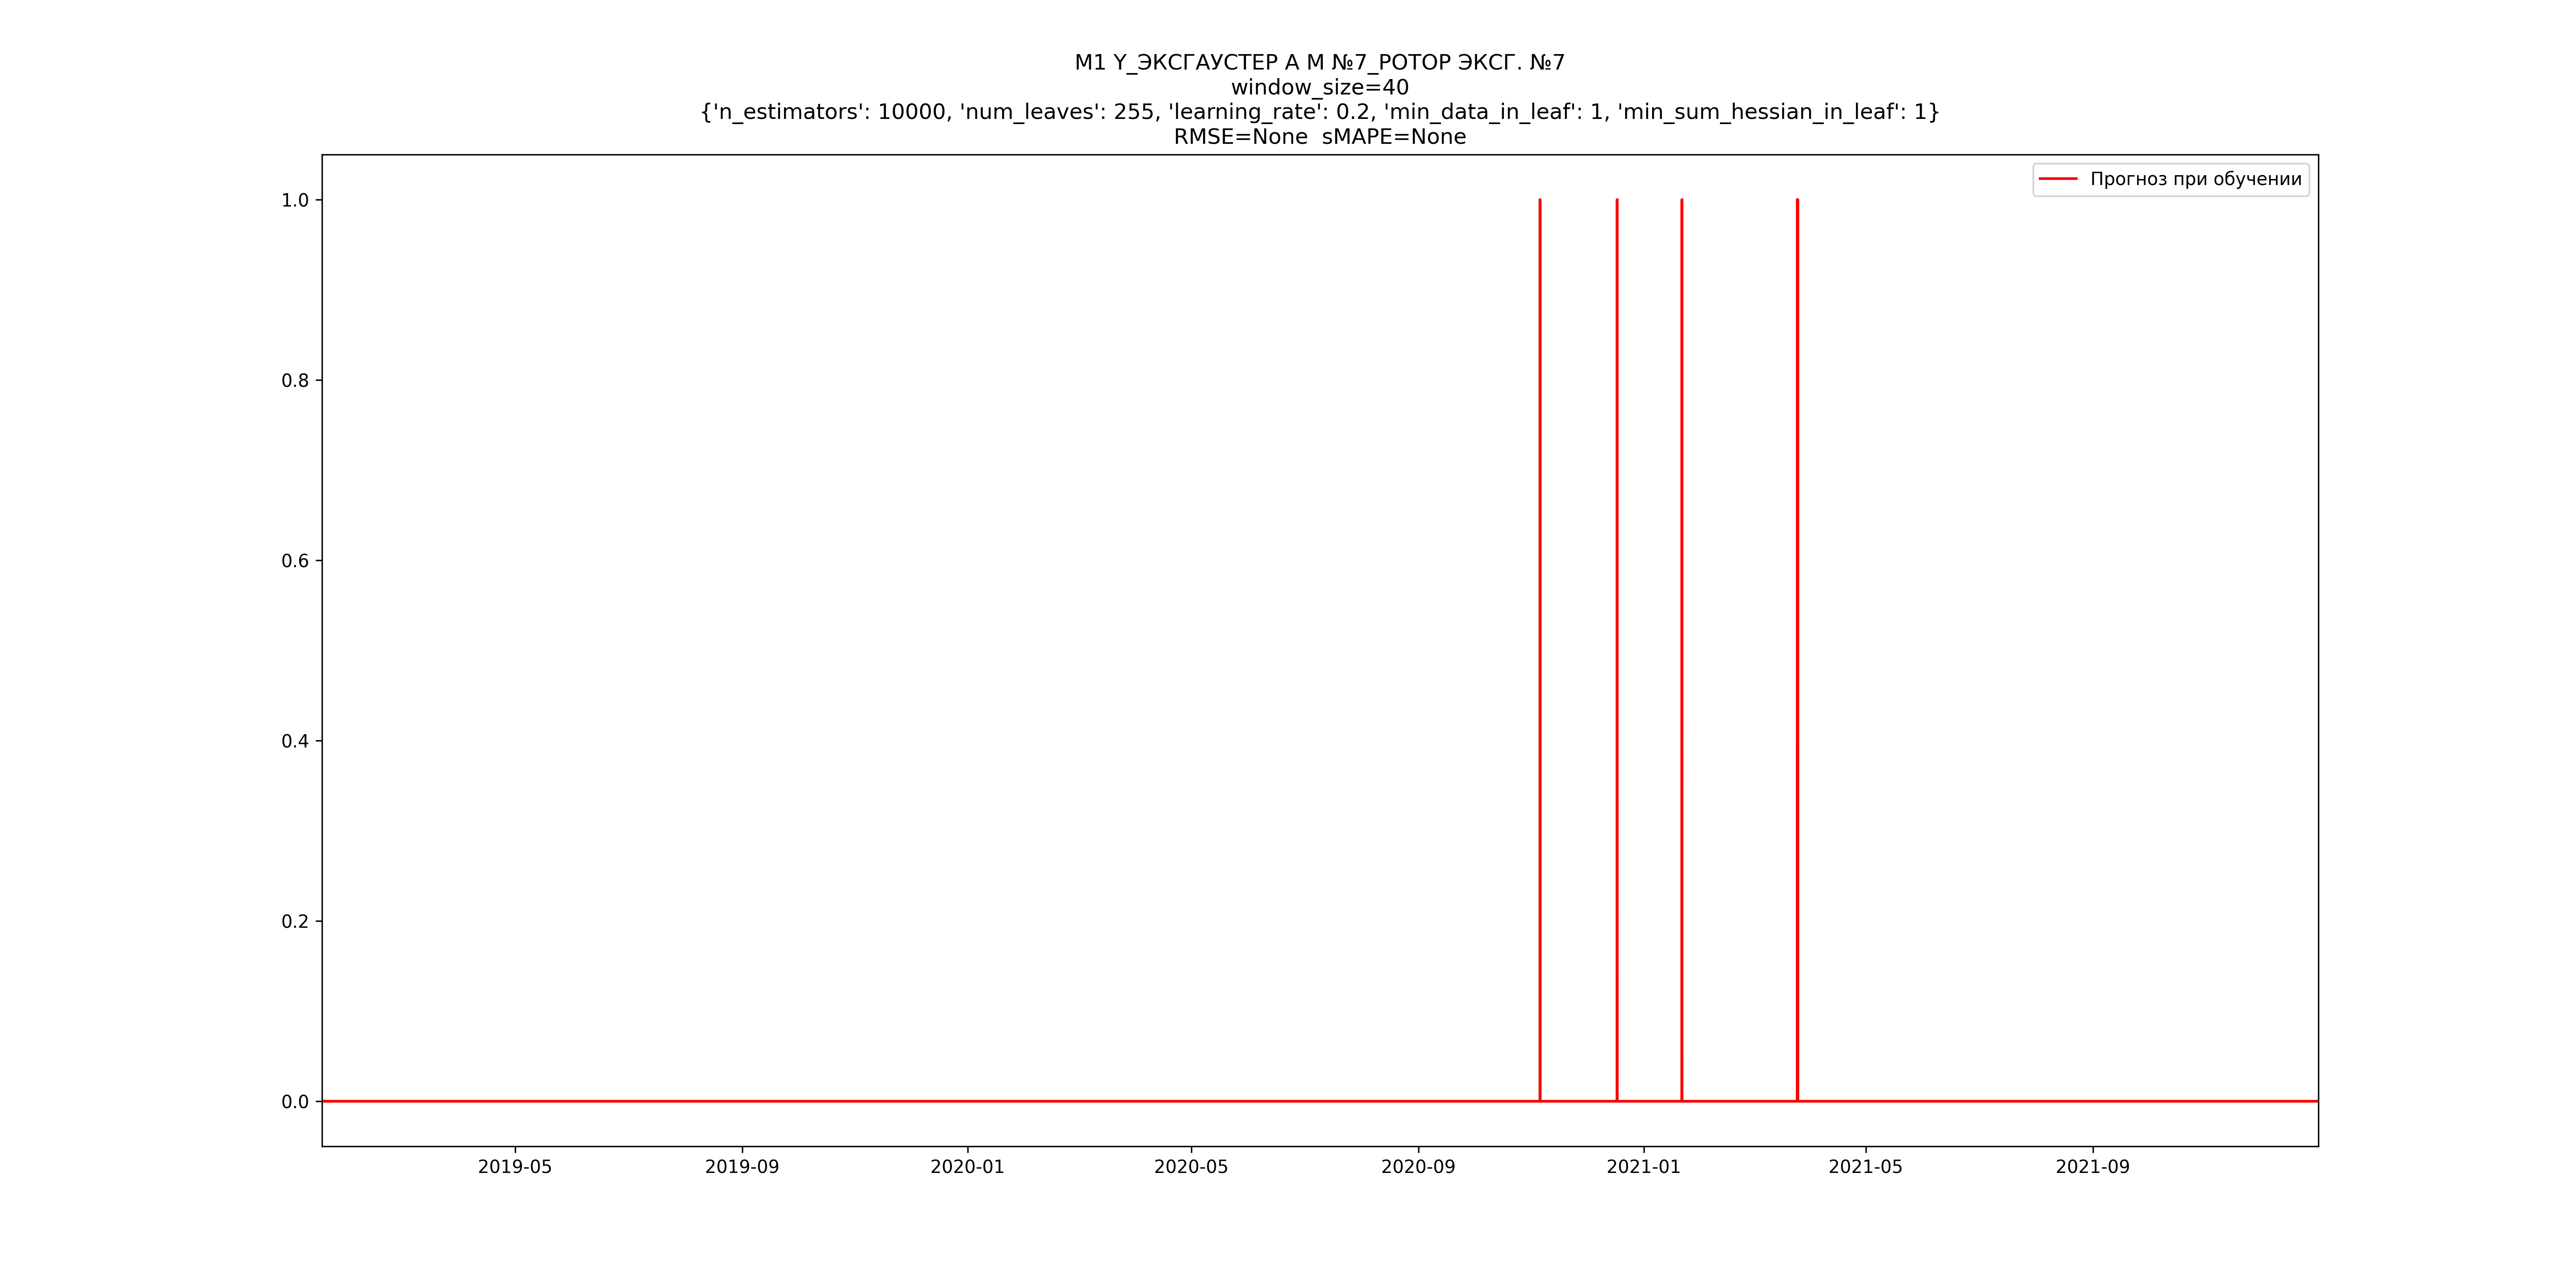 М1 Y_ЭКСГАУСТЕР А М №7_РОТОР ЭКСГ. №7
window_size=40
{'n_estimators': 10000, 'num_leaves': 255, 'learning_rate': 0.2, 'min_data_in_leaf': 1, 'min_sum_hessian_in_leaf': 1}
RMSE=None  sMAPE=None
Прогноз при обучении
1.0
0.8
0.6
0.4
0.2
0.0
2019-05
2019-09
2020-01
2020-05
2020-09
2021-01
2021-05
2021-09